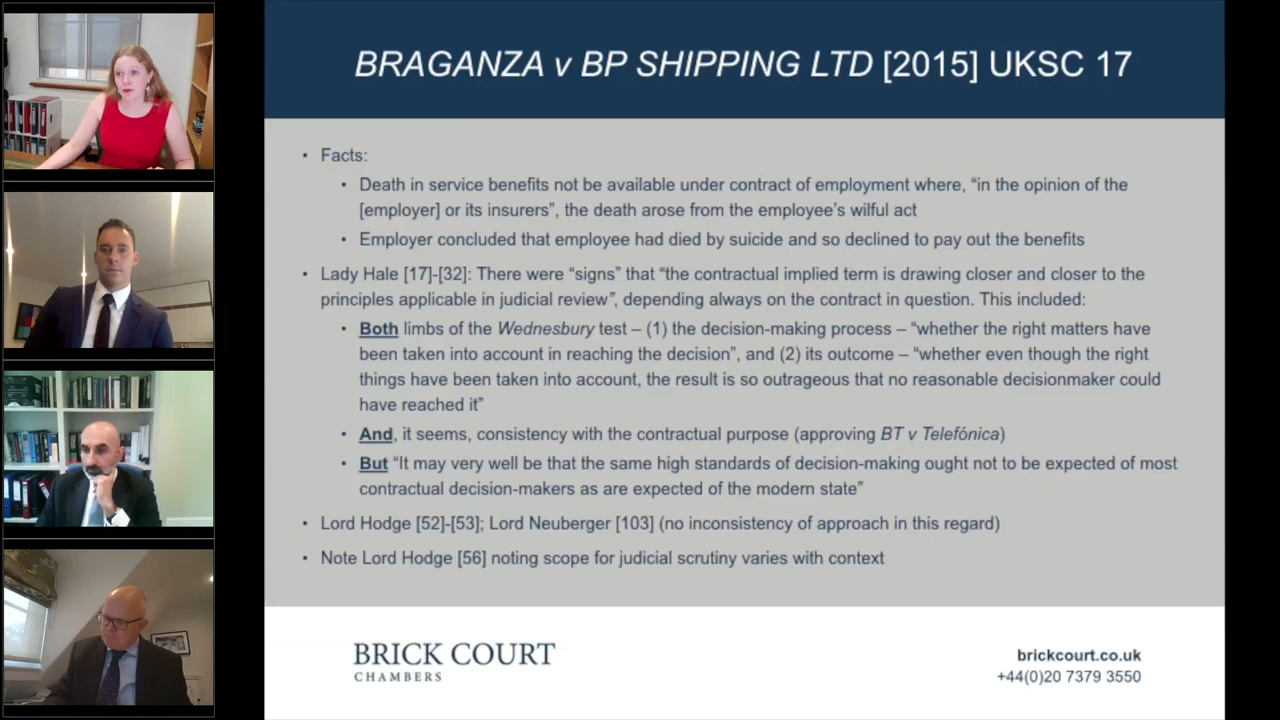 BRAGANZA v BP SHIPPING LTD [2015] UKSC 17
• Facts:
• Death in service benefits not be available under contract of employment where, “in the opinion of the
[employer] or its insurers”, the death arose from the employee’s wilful act
• Employer concluded that employee had died by suicide and so declined to pay out the benefits
• Lady Hale [17]-[32]: There were “signs” that “the contractual implied term is drawing closer and closer to the
principles applicable in judicial review”, depending always on the contract in question. This included:
• Both limbs of the Wednesbury test – (1) the decision-making process – “whether the right matters have
been taken into account in reaching the decision”, and (2) its outcome – “whether even though the right
things have been taken into account, the result is so outrageous that no reasonable decisionmaker could
have reached it”
• And, it seems, consistency with the contractual purpose (approving BT v Telefónica)
• But “It may very well be that the same high standards of decision-making ought not to be expected of most
contractual decision-makers as are expected of the modern state”
• Lord Hodge [52]-[53]; Lord Neuberger [103] (no inconsistency of approach in this regard)
• Note Lord Hodge [56] noting scope for judicial scrutiny varies with context
BRICK COURT
CHAMBERS
brickcourt.co.uk
+44(0)20 7379 3550